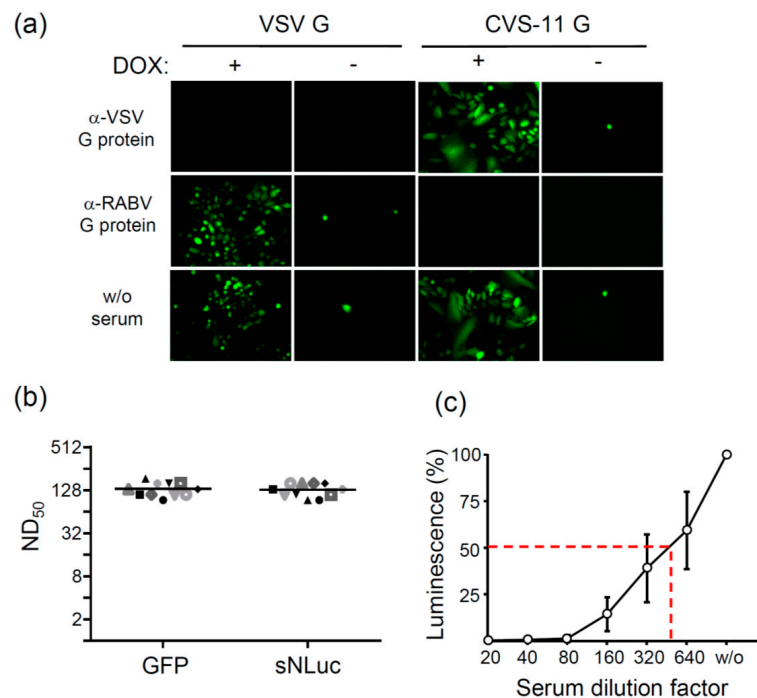 (a)
VSV G CVS-11 G
DOX: + - + -
α-VSV
G protein
α-RABV
G protein
w/o
serum
(b)
512
128
32
8
2
ND50
GFP sNLuc
(c)
Luminescence (%)
100
75
50
25
20 40 80 160 320 640 w/o
Serum dilution factor